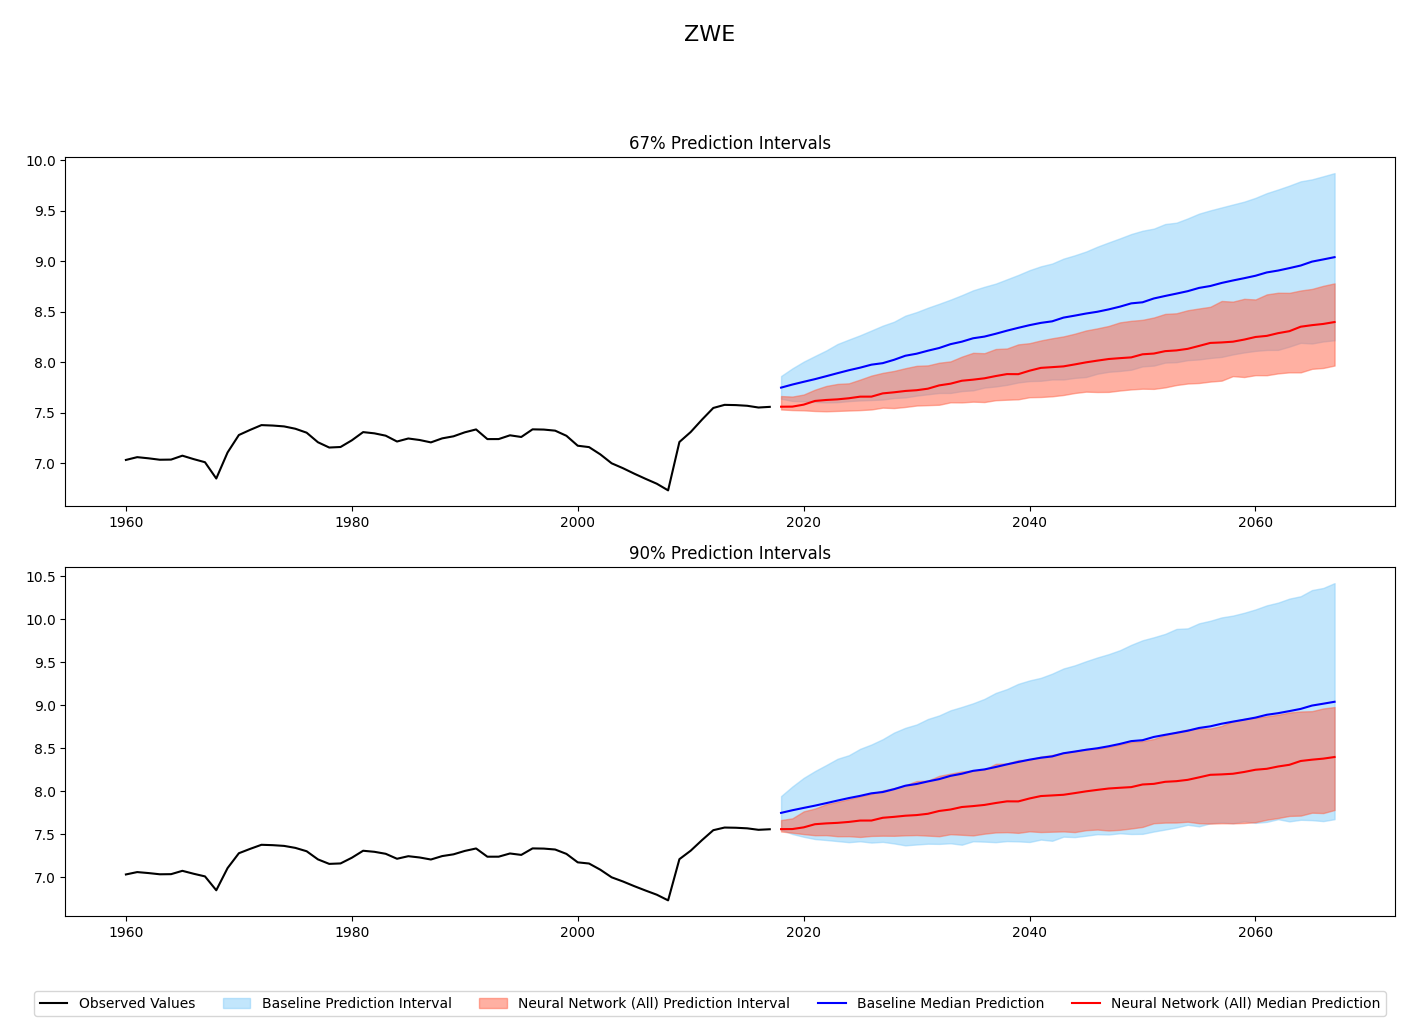 ZWE
67% Prediction Intervals
10.0
9.5
9.0
8.5
8.0
7.5
7.0
1960 1980 2000 2020 2040 2060
90% Prediction Intervals
10.5
10.0
9.5
9.0
8.5
8.0
7.5
7.0
1960 1980 2000 2020 2040 2060
Observed Values Baseline Prediction Interval Neural Network (All) Prediction Interval Baseline Median Prediction Neural Network (All) Median Prediction